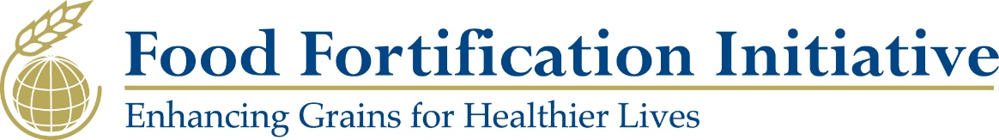 Food Fortification Initiative
Enhancing Grains for Healthier Lives